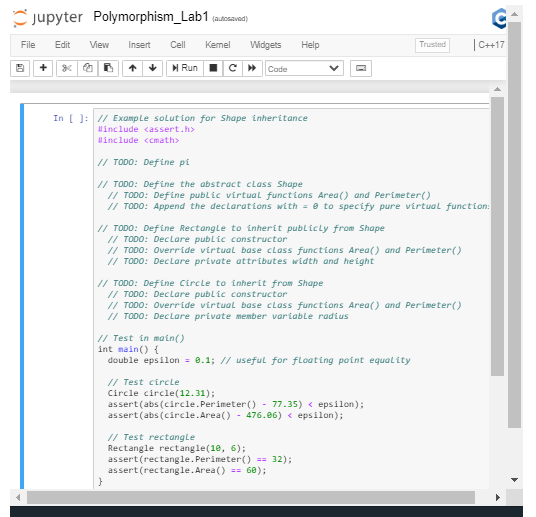 jupyter Polymorphism_Lab1 (autosaved)
File Edit View Insert Cell Kernel Widgets Help Trusted C++17
Run Code
In [ ]: // Example solution for Shape inheritance
#include <assert.h>
#include <cmath>
// TODO: Define pi
// TODO: Define the abstract class Shape
// TODO: Define public virtual functions Area() and Perimeter()
// TODO: Append the declarations with = 0 to specify pure virtual function
// TODO: Define Rectangle to inherit publicly from Shape
// TODO: Declare public constructor
// TODO: Override virtual base class functions Area() and Perimeter()
// TODO: Declare private attributes width and height
// TODO: Define Circle to inherit from Shape
// TODO: Declare public constructor
// TODO: Override virtual base class functions Area() and Perimeter()
// TODO: Declare private member variable radius
// Test in main()
int main() {
double epsilon = 0.1; // useful for floating point equality
// Test circle
Circle circle(12.31);
assert(abs(circle.Perimeter() - 77.35) < epsilon);
assert(abs(circle.Area() - 476.06) < epsilon);
// Test rectangle
Rectangle rectangle(10, 6);
assert(rectangle.Perimeter() == 32);
assert(rectangle.Area() == 60);
}